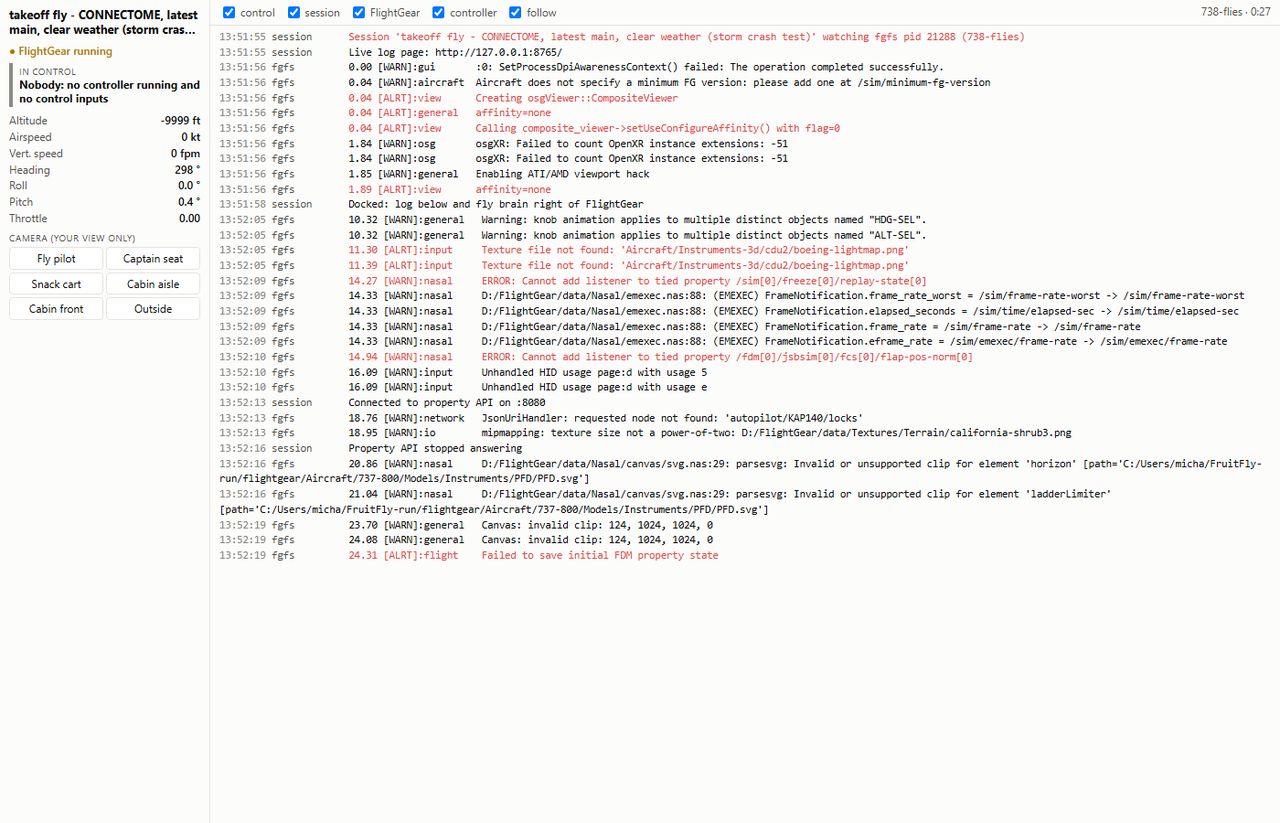 takeoff fly - CONNECTOME, latest
main, clear weather (storm cras...
● FlightGear running
IN CONTROL
Nobody: no controller running and
no control inputs
Altitude -9999 ft
Airspeed 0 kt
Vert. speed 0 fpm
Heading 298 °
Roll 0.0 °
Pitch 0.4 °
Throttle 0.00
CAMERA (YOUR VIEW ONLY)
Fly pilot Captain seat
Snack cart Cabin aisle
Cabin front Outside
control session FlightGear controller follow 738-flies · 0:27
13:51:55 session Session 'takeoff fly - CONNECTOME, latest main, clear weather (storm crash test)' watching fgfs pid 21288 (738-flies)
13:51:55 session Live log page: http://127.0.0.1:8765/
13:51:56 fgfs 0.00 [WARN]:gui :0: SetProcessDpiAwarenessContext() failed: The operation completed successfully.
13:51:56 fgfs 0.04 [WARN]:aircraft Aircraft does not specify a minimum FG version: please add one at /sim/minimum-fg-version
13:51:56 fgfs 0.04 [ALRT]:view Creating osgViewer::CompositeViewer
13:51:56 fgfs 0.04 [ALRT]:general affinity=none
13:51:56 fgfs 0.04 [ALRT]:view Calling composite_viewer->setUseConfigureAffinity() with flag=0
13:51:56 fgfs 1.84 [WARN]:osg osgXR: Failed to count OpenXR instance extensions: -51
13:51:56 fgfs 1.84 [WARN]:osg osgXR: Failed to count OpenXR instance extensions: -51
13:51:56 fgfs 1.85 [WARN]:general Enabling ATI/AMD viewport hack
13:51:56 fgfs 1.89 [ALRT]:view affinity=none
13:51:58 session Docked: log below and fly brain right of FlightGear
13:52:05 fgfs 10.32 [WARN]:general Warning: knob animation applies to multiple distinct objects named "HDG-SEL".
13:52:05 fgfs 10.32 [WARN]:general Warning: knob animation applies to multiple distinct objects named "ALT-SEL".
13:52:05 fgfs 11.30 [ALRT]:input Texture file not found: 'Aircraft/Instruments-3d/cdu2/boeing-lightmap.png'
13:52:05 fgfs 11.39 [ALRT]:input Texture file not found: 'Aircraft/Instruments-3d/cdu2/boeing-lightmap.png'
13:52:09 fgfs 14.27 [WARN]:nasal ERROR: Cannot add listener to tied property /sim[0]/freeze[0]/replay-state[0]
13:52:09 fgfs 14.33 [WARN]:nasal D:/FlightGear/data/Nasal/emexec.nas:88: (EMEXEC) FrameNotification.frame_rate_worst = /sim/frame-rate-worst -> /sim/frame-rate-worst
13:52:09 fgfs 14.33 [WARN]:nasal D:/FlightGear/data/Nasal/emexec.nas:88: (EMEXEC) FrameNotification.elapsed_seconds = /sim/time/elapsed-sec -> /sim/time/elapsed-sec
13:52:09 fgfs 14.33 [WARN]:nasal D:/FlightGear/data/Nasal/emexec.nas:88: (EMEXEC) FrameNotification.frame_rate = /sim/frame-rate -> /sim/frame-rate
13:52:09 fgfs 14.33 [WARN]:nasal D:/FlightGear/data/Nasal/emexec.nas:88: (EMEXEC) FrameNotification.eframe_rate = /sim/emexec/frame-rate -> /sim/emexec/frame-rate
13:52:10 fgfs 14.94 [WARN]:nasal ERROR: Cannot add listener to tied property /fdm[0]/jsbsim[0]/fcs[0]/flap-pos-norm[0]
13:52:10 fgfs 16.09 [WARN]:input Unhandled HID usage page:d with usage 5
13:52:10 fgfs 16.09 [WARN]:input Unhandled HID usage page:d with usage e
13:52:13 session Connected to property API on :8080
13:52:13 fgfs 18.76 [WARN]:network JsonUriHandler: requested node not found: 'autopilot/KAP140/locks'
13:52:13 fgfs 18.95 [WARN]:io mipmapping: texture size not a power-of-two: D:/FlightGear/data/Textures/Terrain/california-shrub3.png
13:52:16 session Property API stopped answering
13:52:16 fgfs 20.86 [WARN]:nasal D:/FlightGear/data/Nasal/canvas/svg.nas:29: parsesvg: Invalid or unsupported clip for element 'horizon' [path='C:/Users/micha/FruitFly-
run/flightgear/Aircraft/737-800/Models/Instruments/PFD/PFD.svg']
13:52:16 fgfs 21.04 [WARN]:nasal D:/FlightGear/data/Nasal/canvas/svg.nas:29: parsesvg: Invalid or unsupported clip for element 'ladderLimiter'
[path='C:/Users/micha/FruitFly-run/flightgear/Aircraft/737-800/Models/Instruments/PFD/PFD.svg']
13:52:19 fgfs 23.70 [WARN]:general Canvas: invalid clip: 124, 1024, 1024, 0
13:52:19 fgfs 24.08 [WARN]:general Canvas: invalid clip: 124, 1024, 1024, 0
13:52:19 fgfs 24.31 [ALRT]:flight Failed to save initial FDM property state